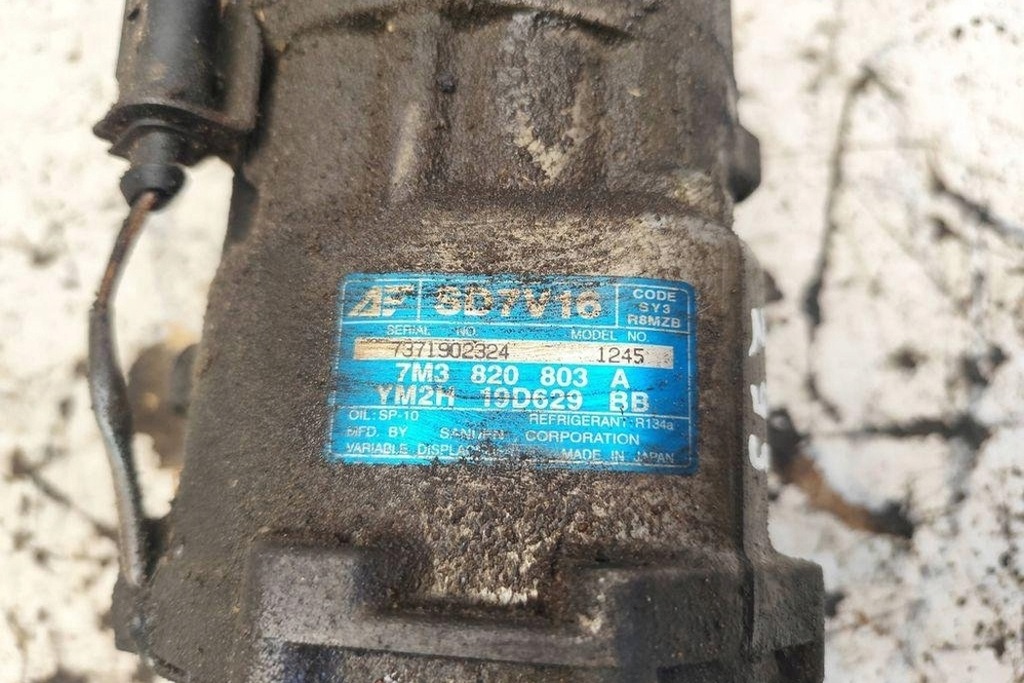 AF SD7V16 CODE
SY3
R8MZB
SERIAL NO. MODEL NO.
7371902324 1245
7M3 820 803 A
YM2H 19D629 BB
OIL: SP-10 REFRIGERANT: R134a
MFD. BY SANDEN CORPORATION
VARIABLE MADE IN JAPAN